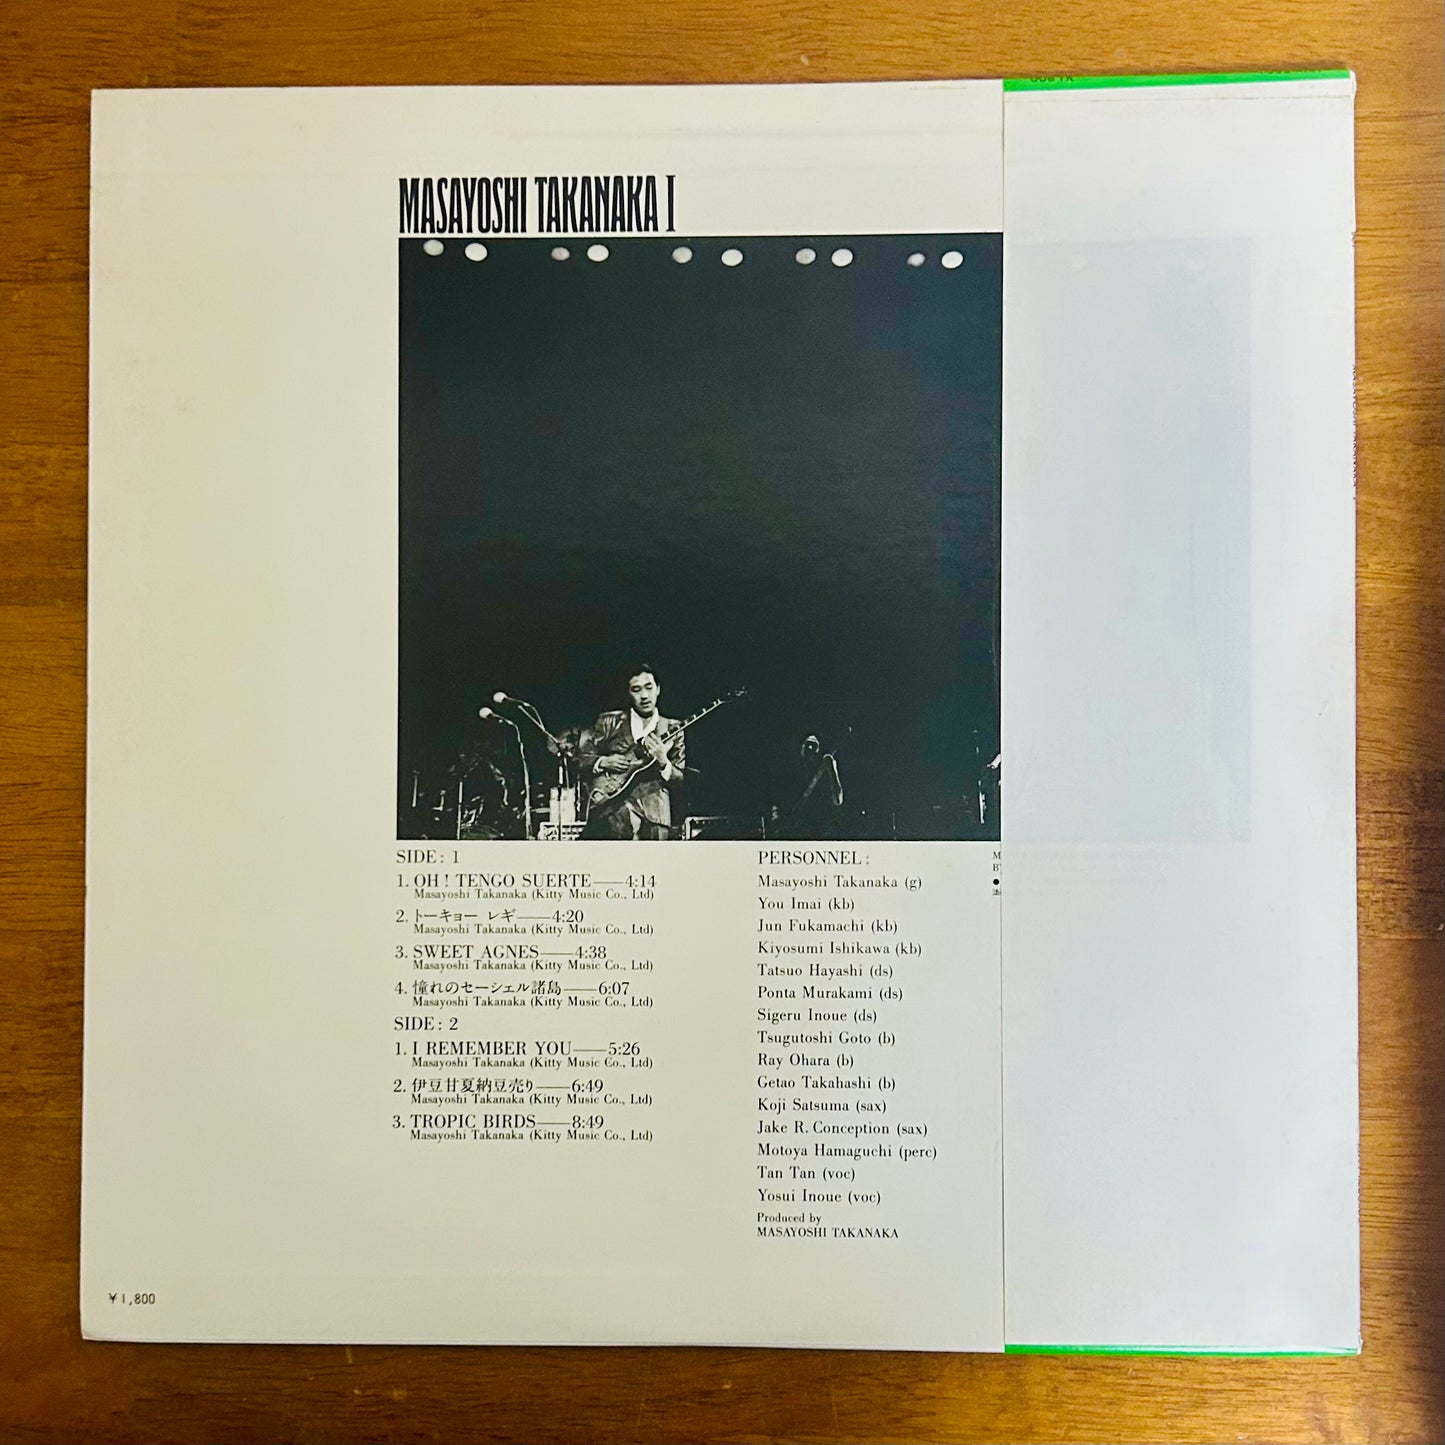 MASAYOSHI TAKANAKA I
SIDE: 1
1. OH! TENGO SUERTE——4:14
Masayoshi Takanaka (Kitty Music Co., Ltd)
2. トーキョー レギ——4:20
Masayoshi Takanaka (Kitty Music Co., Ltd)
3. SWEET AGNES——4:38
Masayoshi Takanaka (Kitty Music Co., Ltd)
4. 憧れのセーシェル諸島——6:07
Masayoshi Takanaka (Kitty Music Co., Ltd)
SIDE: 2
1. I REMEMBER YOU——5:26
Masayoshi Takanaka (Kitty Music Co., Ltd)
2. 伊豆甘夏納豆売り——6:49
Masayoshi Takanaka (Kitty Music Co., Ltd)
3. TROPIC BIRDS——8:49
Masayoshi Takanaka (Kitty Music Co., Ltd)
PERSONNEL:
Masayoshi Takanaka (g)
You Imai (kb)
Jun Fukamachi (kb)
Kiyosumi Ishikawa (kb)
Tatsuo Hayashi (ds)
Ponta Murakami (ds)
Sigeru Inoue (ds)
Tsugutoshi Goto (b)
Ray Ohara (b)
Getao Takahashi (b)
Koji Satsuma (sax)
Jake R. Conception (sax)
Motoya Hamaguchi (perc)
Tan Tan (voc)
Yosui Inoue (voc)
Produced by
MASAYOSHI TAKANAKA
¥1,800